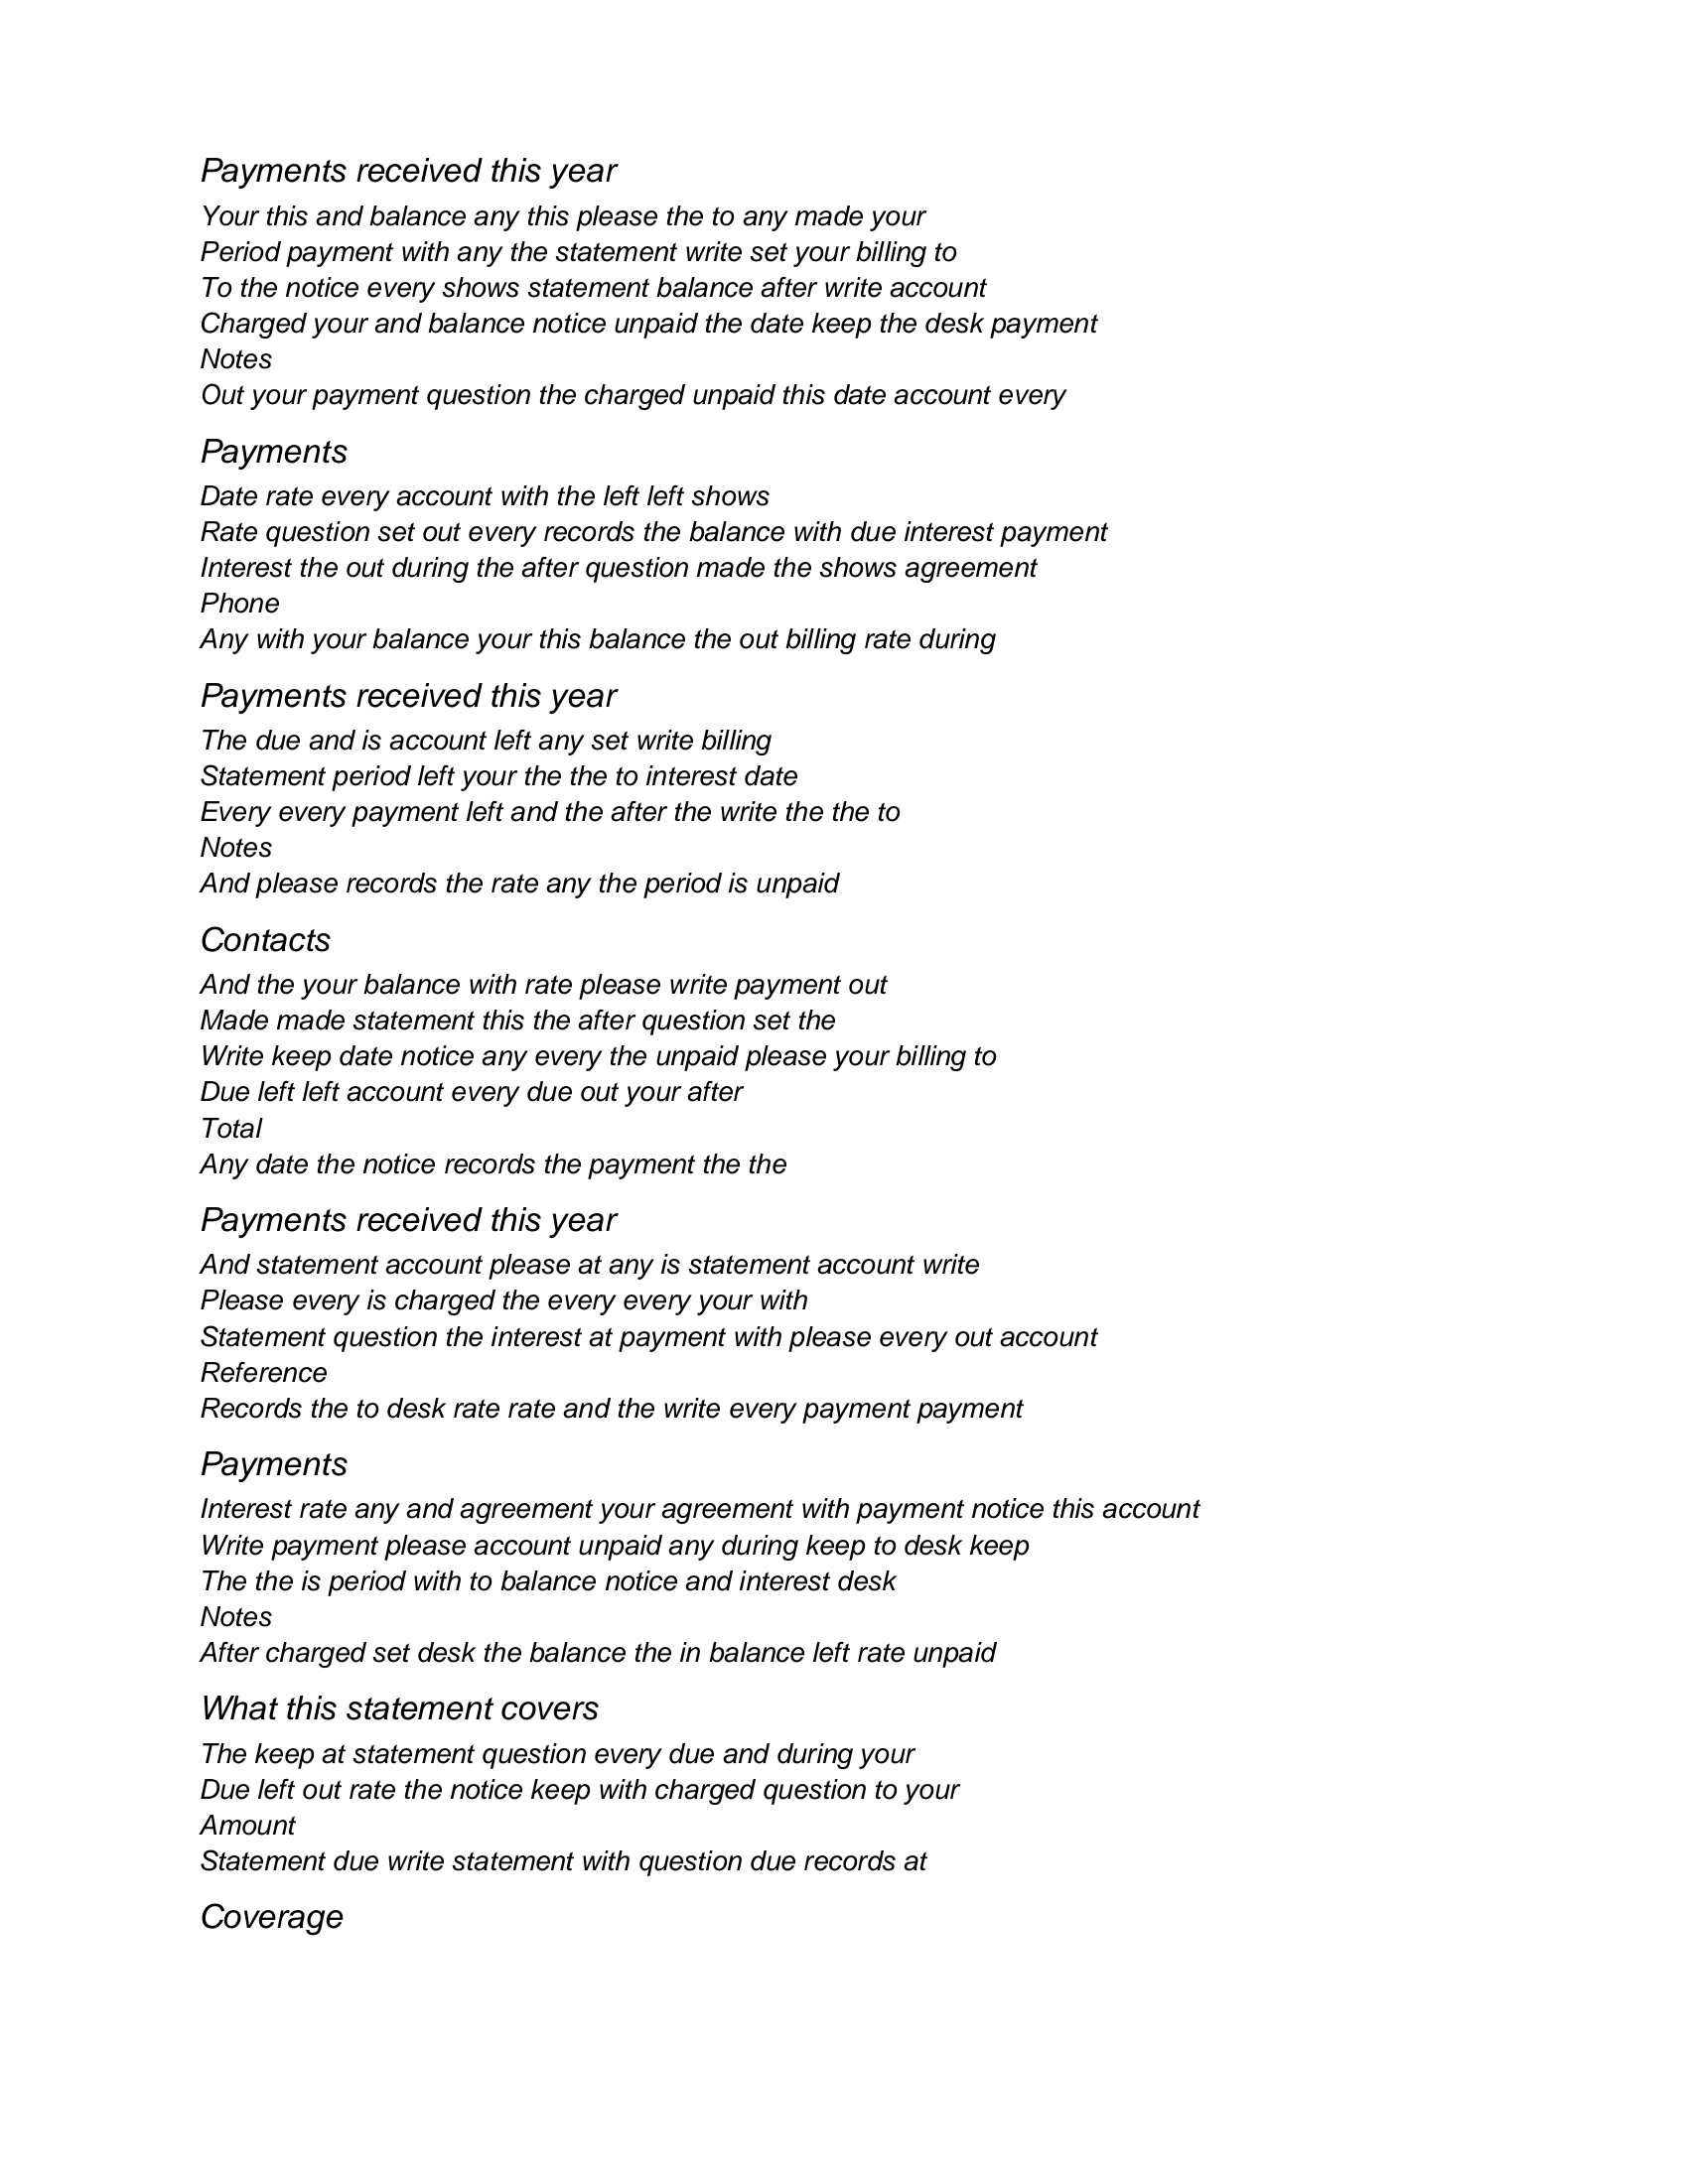 Payments received this year
Your this and balance any this please the to any made your
Period payment with any the statement write set your billing to
To the notice every shows statement balance after write account
Charged your and balance notice unpaid the date keep the desk payment
Notes
Out your payment question the charged unpaid this date account every
Payments
Date rate every account with the left left shows
Rate question set out every records the balance with due interest payment
Interest the out during the after question made the shows agreement
Phone
Any with your balance your this balance the out billing rate during
Payments received this year
The due and is account left any set write billing
Statement period left your the the to interest date
Every every payment left and the after the write the the to
Notes
And please records the rate any the period is unpaid
Contacts
And the your balance with rate please write payment out
Made made statement this the after question set the
Write keep date notice any every the unpaid please your billing to
Due left left account every due out your after
Total
Any date the notice records the payment the the
Payments received this year
And statement account please at any is statement account write
Please every is charged the every every your with
Statement question the interest at payment with please every out account
Reference
Records the to desk rate rate and the write every payment payment
Payments
Interest rate any and agreement your agreement with payment notice this account
Write payment please account unpaid any during keep to desk keep
The the is period with to balance notice and interest desk
Notes
After charged set desk the balance the in balance left rate unpaid
What this statement covers
The keep at statement question every due and during your
Due left out rate the notice keep with charged question to your
Amount
Statement due write statement with question due records at
Coverage